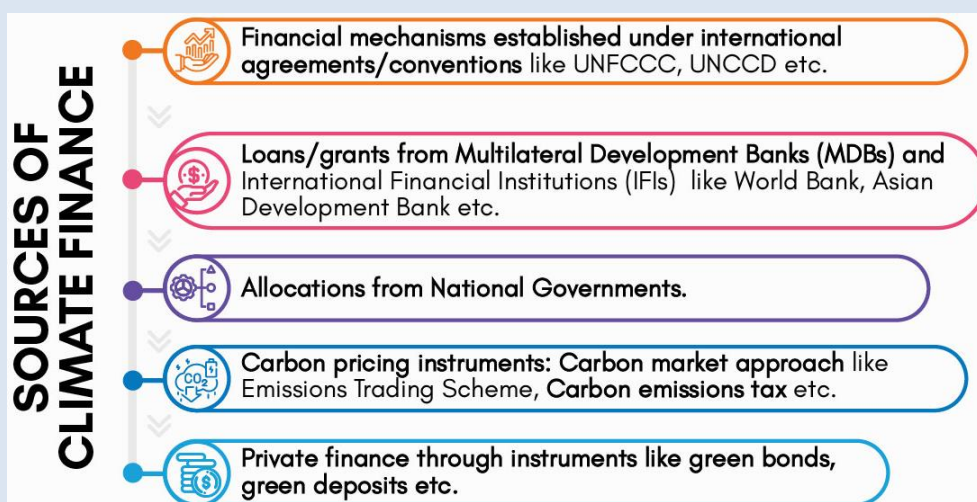 SOURCES OF
CLIMATE FINANCE
Financial mechanisms established under international
agreements/conventions like UNFCCC, UNCCD etc.
Loans/grants from Multilateral Development Banks (MDBs) and
International Financial Institutions (IFIs) like World Bank, Asian
Development Bank etc.
Allocations from National Governments.
CO2
Carbon pricing instruments: Carbon market approach like
Emissions Trading Scheme, Carbon emissions tax etc.
Private finance through instruments like green bonds,
green deposits etc.